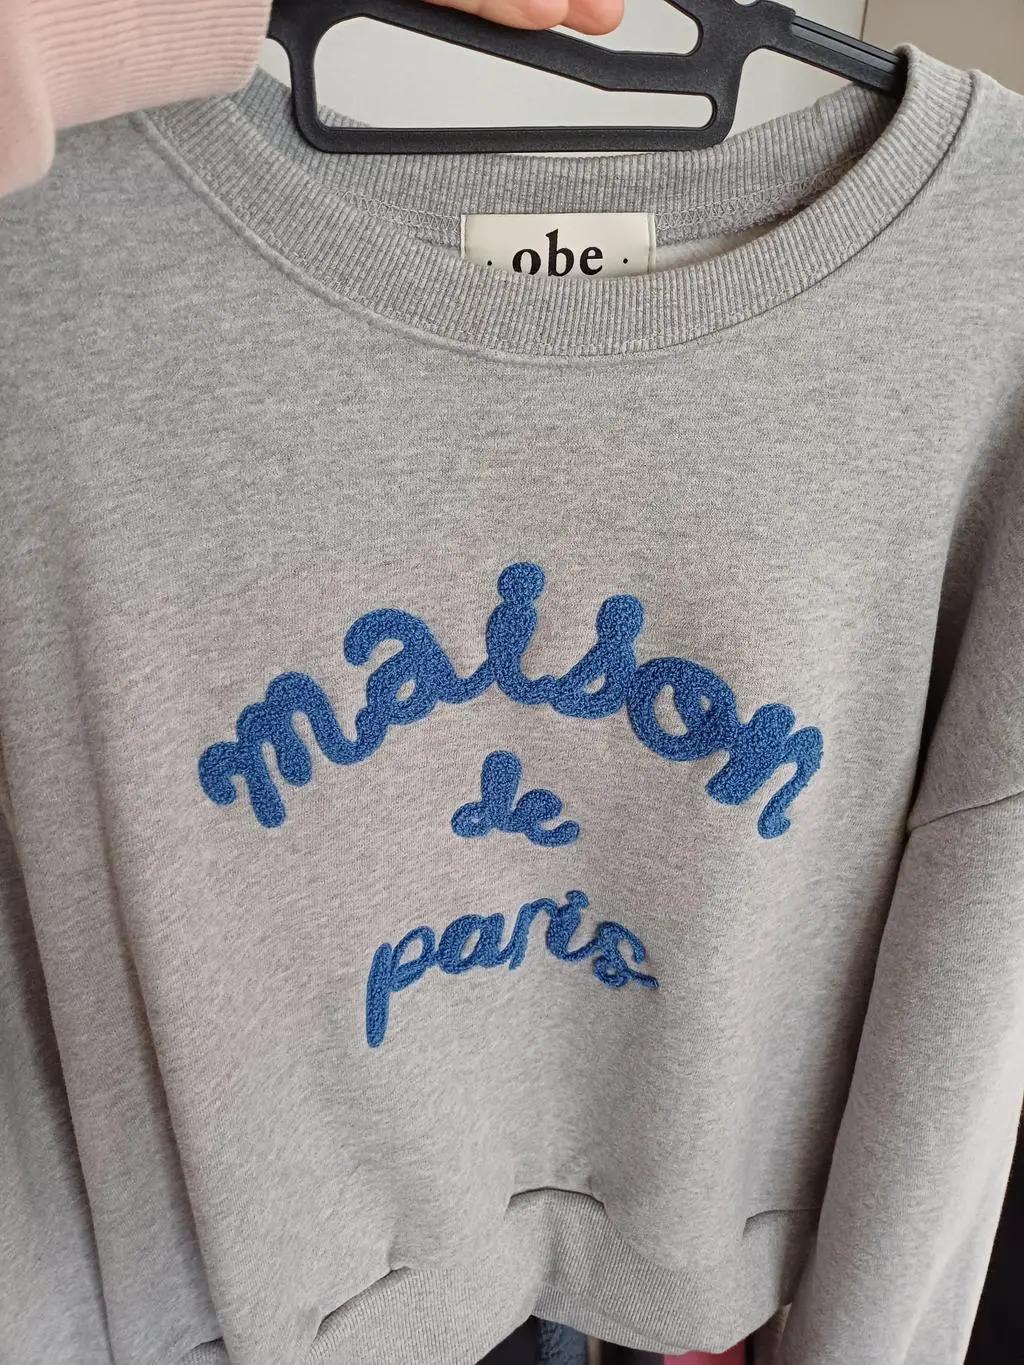 · obe ·
maison
de
paris